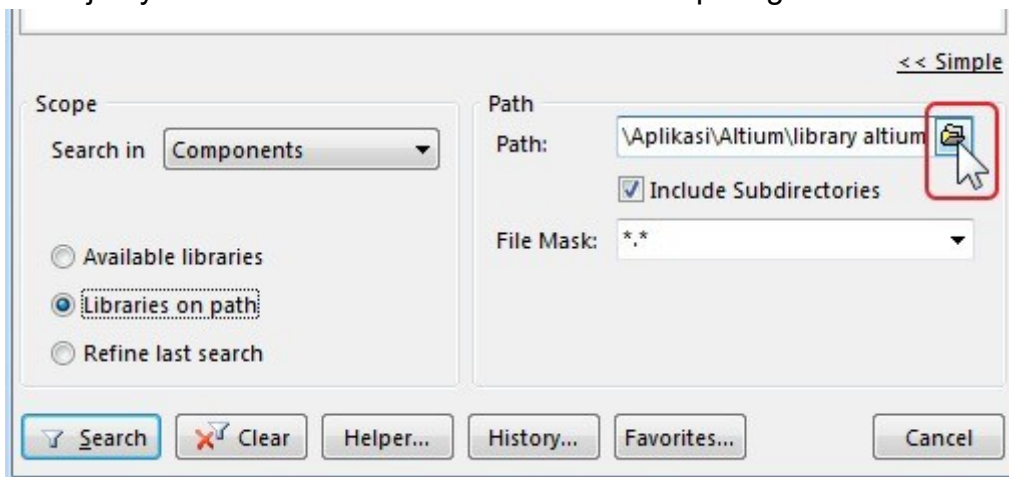 << Simple
Scope
Search in Components
Available libraries
Libraries on path
Refine last search
Path
Path: \Aplikasi\Altium\library altium
Include Subdirectories
File Mask: *.*
Search Clear Helper... History... Favorites... Cancel